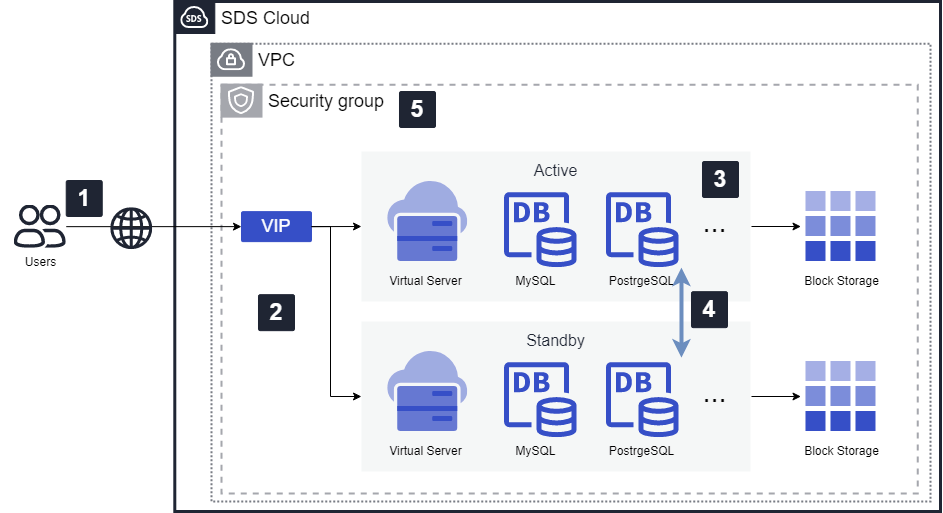 SDS
SDS Cloud
VPC
Security group
5
1
Users
VIP
2
Active
3
DB
DB
...
Virtual Server
MySQL
PostrgeSQL
Block Storage
4
Standby
DB
DB
...
Virtual Server
MySQL
PostrgeSQL
Block Storage